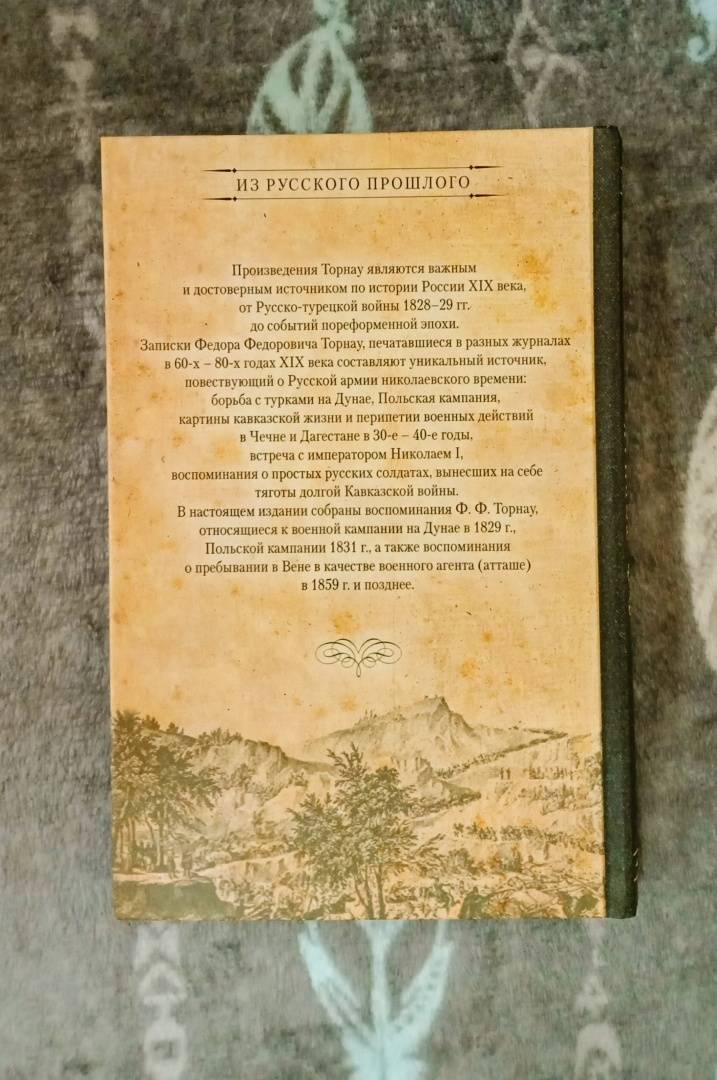 ИЗ РУССКОГО ПРОШЛОГО
Произведения Торнау являются важным
и достоверным источником по истории России XIX века,
от Русско-турецкой войны 1828–29 гг.
до событий пореформенной эпохи.
Записки Федора Федоровича Торнау, печатавшиеся в разных журналах
в 60-х – 80-х годах XIX века составляют уникальный источник,
повествующий о Русской армии николаевского времени:
борьба с турками на Дунае, Польская кампания,
картины кавказской жизни и перипетии военных действий
в Чечне и Дагестане в 30-е – 40-е годы,
встреча с императором Николаем I,
воспоминания о простых русских солдатах, вынесших на себе
тяготы долгой Кавказской войны.
В настоящем издании собраны воспоминания Ф. Ф. Торнау,
относящиеся к военной кампании на Дунае в 1829 г.,
Польской кампании 1831 г., а также воспоминания
о пребывании в Вене в качестве военного агента (атташе)
в 1859 г. и позднее.